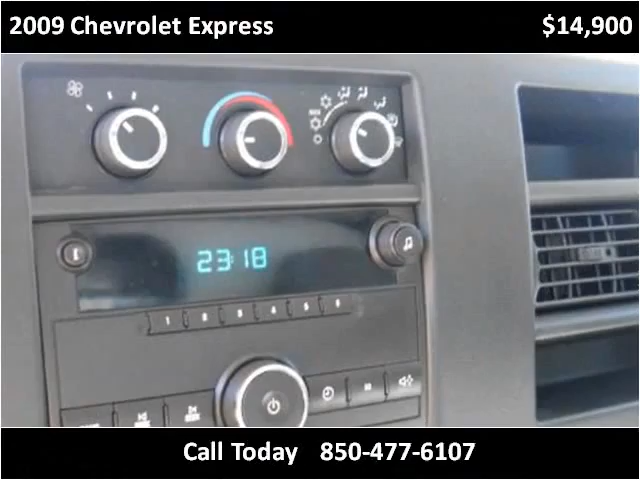 2009 Chevrolet Express $14,900
23:18
1 2 3 4 5 6
Call Today 850-477-6107